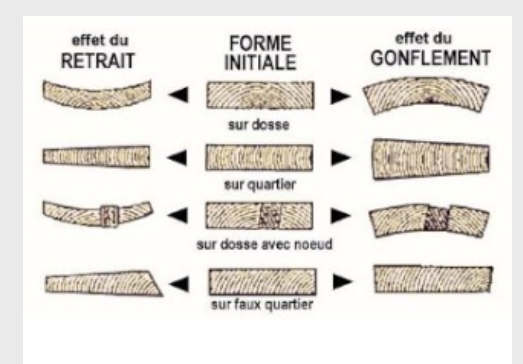 effet du
RETRAIT
FORME
INITIALE
effet du
GONFLEMENT
sur dosse
sur quartier
sur dosse avec noeud
sur faux quartier